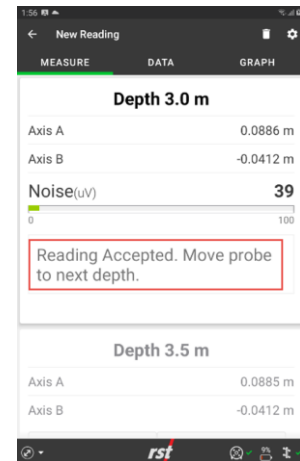 1:56
New Reading
MEASURE DATA GRAPH
Depth 3.0 m
Axis A 0.0886 m
Axis B -0.0412 m
Noise(uV) 39
0 100
Reading Accepted. Move probe
to next depth.
Depth 3.5 m
Axis A 0.0885 m
Axis B -0.0412 m
rst